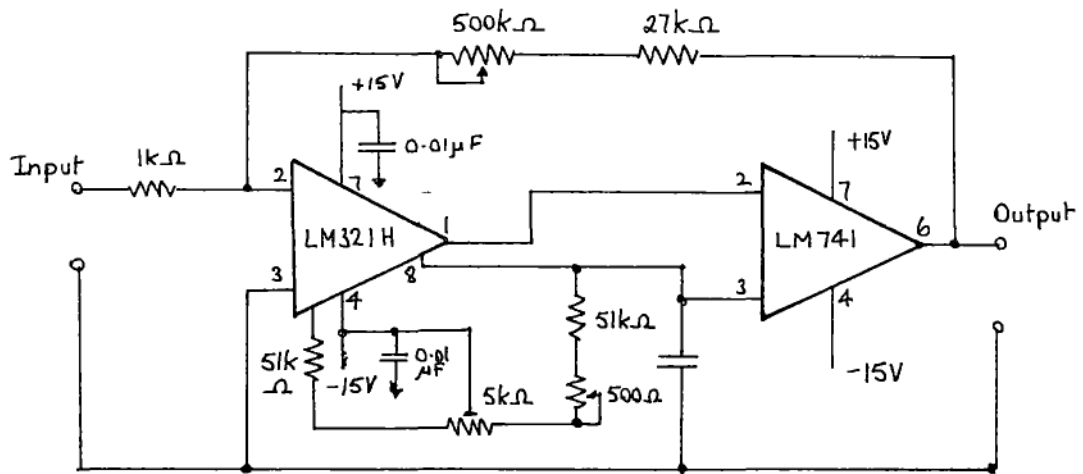 500kΩ
27kΩ
+15V
0.01µF
1kΩ
Input
2
7
LM321H
1
8
3
4
51k
Ω
-15V
0.01
µF
5kΩ
51kΩ
500Ω
+15V
2
7
LM741
6
Output
3
4
-15V